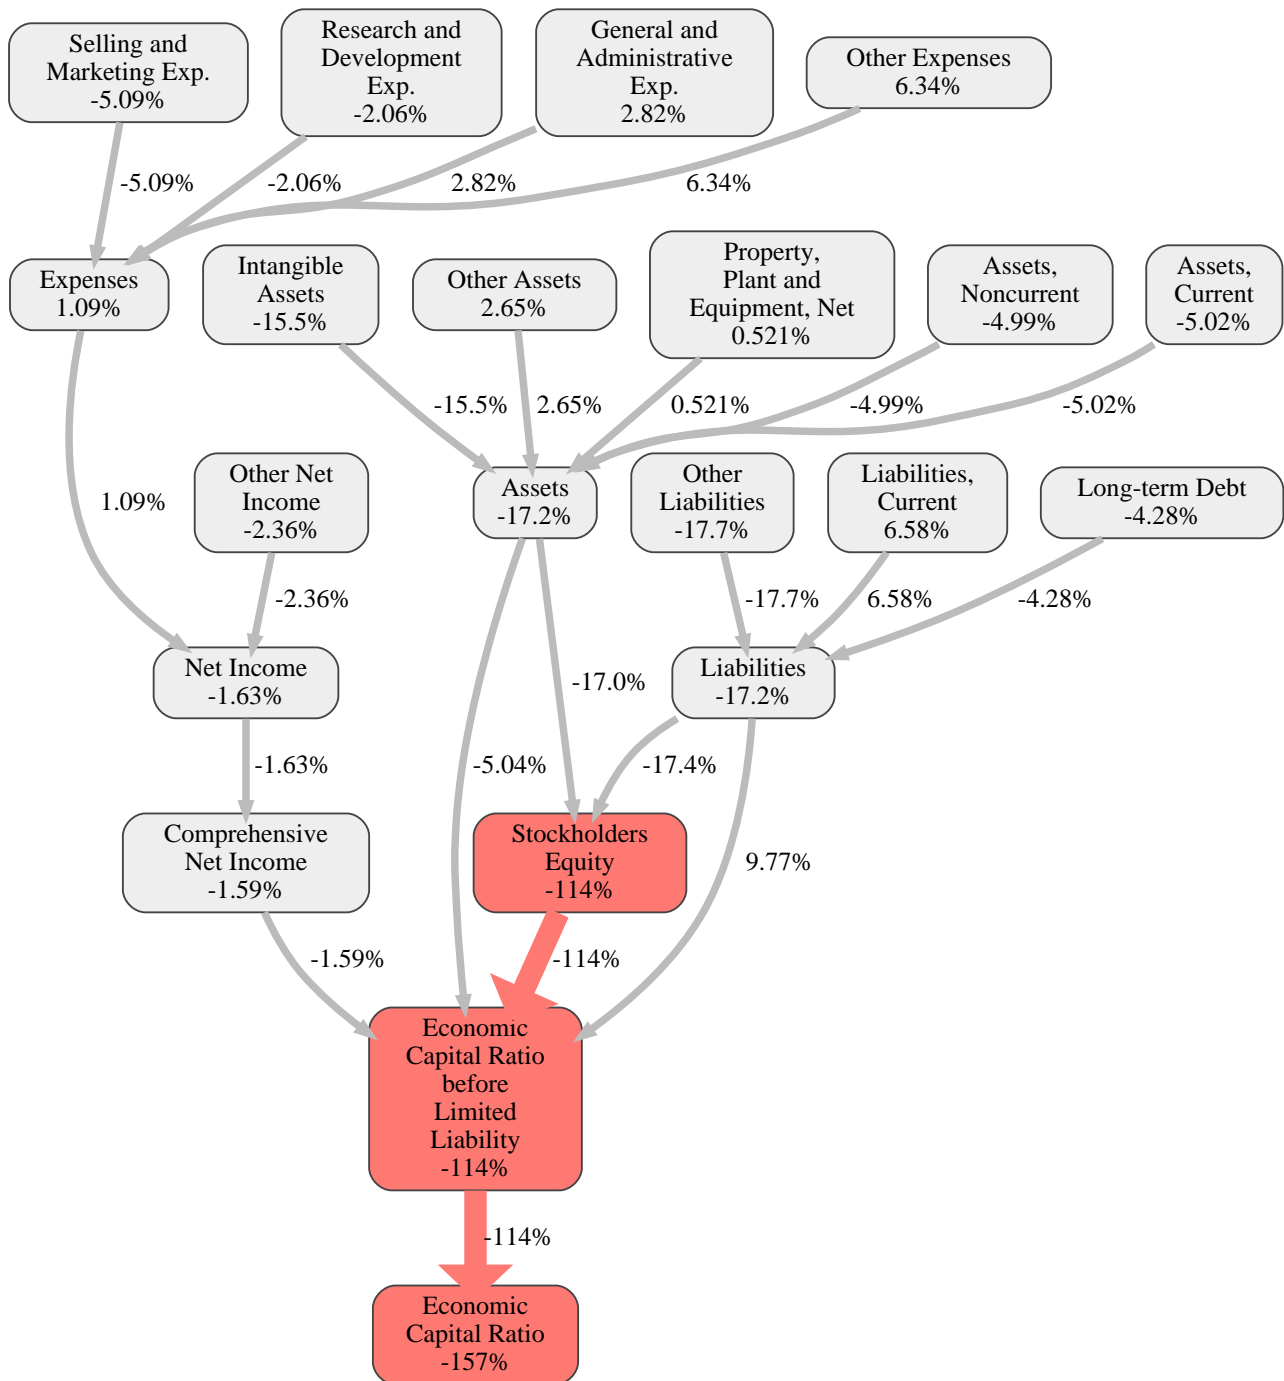 Selling and
Marketing Exp.
-5.09%
Research and
Development
Exp.
-2.06%
General and
Administrative
Exp.
2.82%
Other Expenses
6.34%
-5.09%
-2.06%
2.82%
6.34%
Expenses
1.09%
Intangible
Assets
-15.5%
Other Assets
2.65%
Property,
Plant and
Equipment, Net
0.521%
Assets,
Noncurrent
-4.99%
Assets,
Current
-5.02%
-15.5%
2.65%
0.521%
-4.99%
-5.02%
1.09%
Other Net
Income
-2.36%
Assets
-17.2%
Other
Liabilities
-17.7%
Liabilities,
Current
6.58%
Long-term Debt
-4.28%
-2.36%
-17.7%
6.58%
-4.28%
Net Income
-1.63%
-17.0%
Liabilities
-17.2%
-1.63%
-5.04%
-17.4%
Comprehensive
Net Income
-1.59%
Stockholders
Equity
-114%
9.77%
-1.59%
-114%
Economic
Capital Ratio
before
Limited
Liability
-114%
-114%
Economic
Capital Ratio
-157%